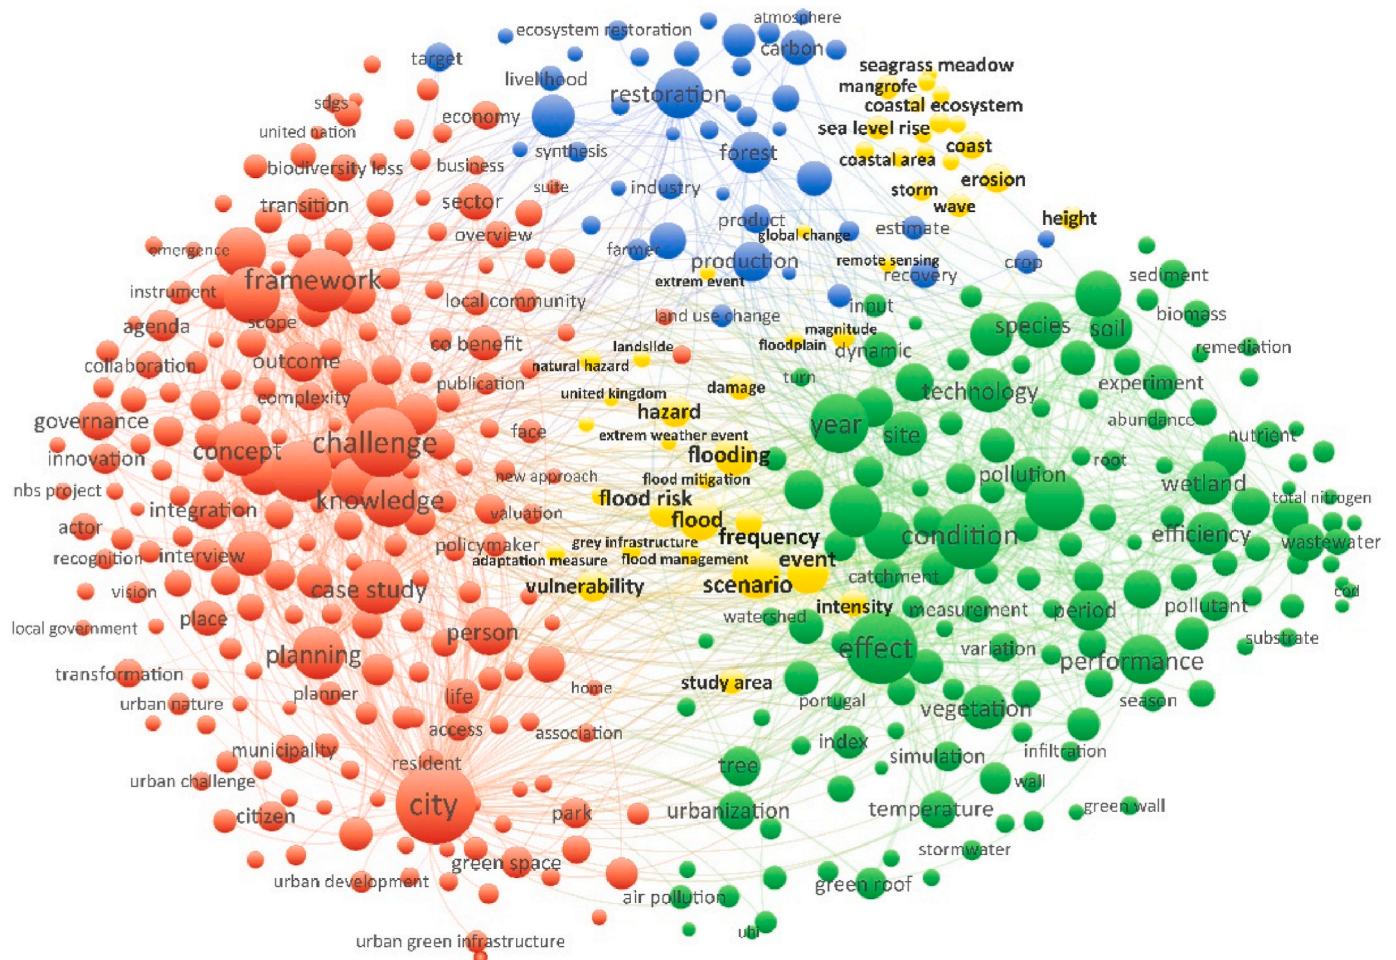 atmosphere
ecosystem restoration
carbon
target
seagrass meadow
livelihood
mangrofe
restoration
coastal ecosystem
sdgs
economy
sea level rise
united nation
coast
synthesis
forest
coastal area
biodiversity loss
business
erosion
suite
industry
storm
transition
sector
wave
height
product
overview
global change
estimate
emergence
farmer
production
remote sensing
crop
recovery
sediment
framework
extrem event
instrument
local community
input
land use change
biomass
scope
agenda
magnitude
species
soil
co benefit
landslide
floodplain
dynamic
remediation
outcome
collaboration
natural hazard
turn
publication
damage
technology
experiment
complexity
united kingdom
hazard
abundance
governance
year
face
extrem weather event
site
nutrient
challenge
concept
flooding
innovation
root
new approach
flood mitigation
pollution
wetland
nbs project
flood risk
total nitrogen
knowledge
integration
valuation
flood
actor
frequency
condition
efficiency
wastewater
policymaker
grey infrastructure
recognition
interview
adaptation measure
flood management
event
catchment
vision
case study
vulnerability
scenario
cod
intensity
measurement
period
pollutant
place
watershed
local government
person
substrate
effect
variation
planning
performance
transformation
study area
home
planner
life
portugal
season
urban nature
vegetation
access
association
index
municipality
infiltration
resident
simulation
tree
urban challenge
wall
city
green wall
citizen
park
urbanization
temperature
stormwater
green space
urban development
green roof
air pollution
uhi
urban green infrastructure